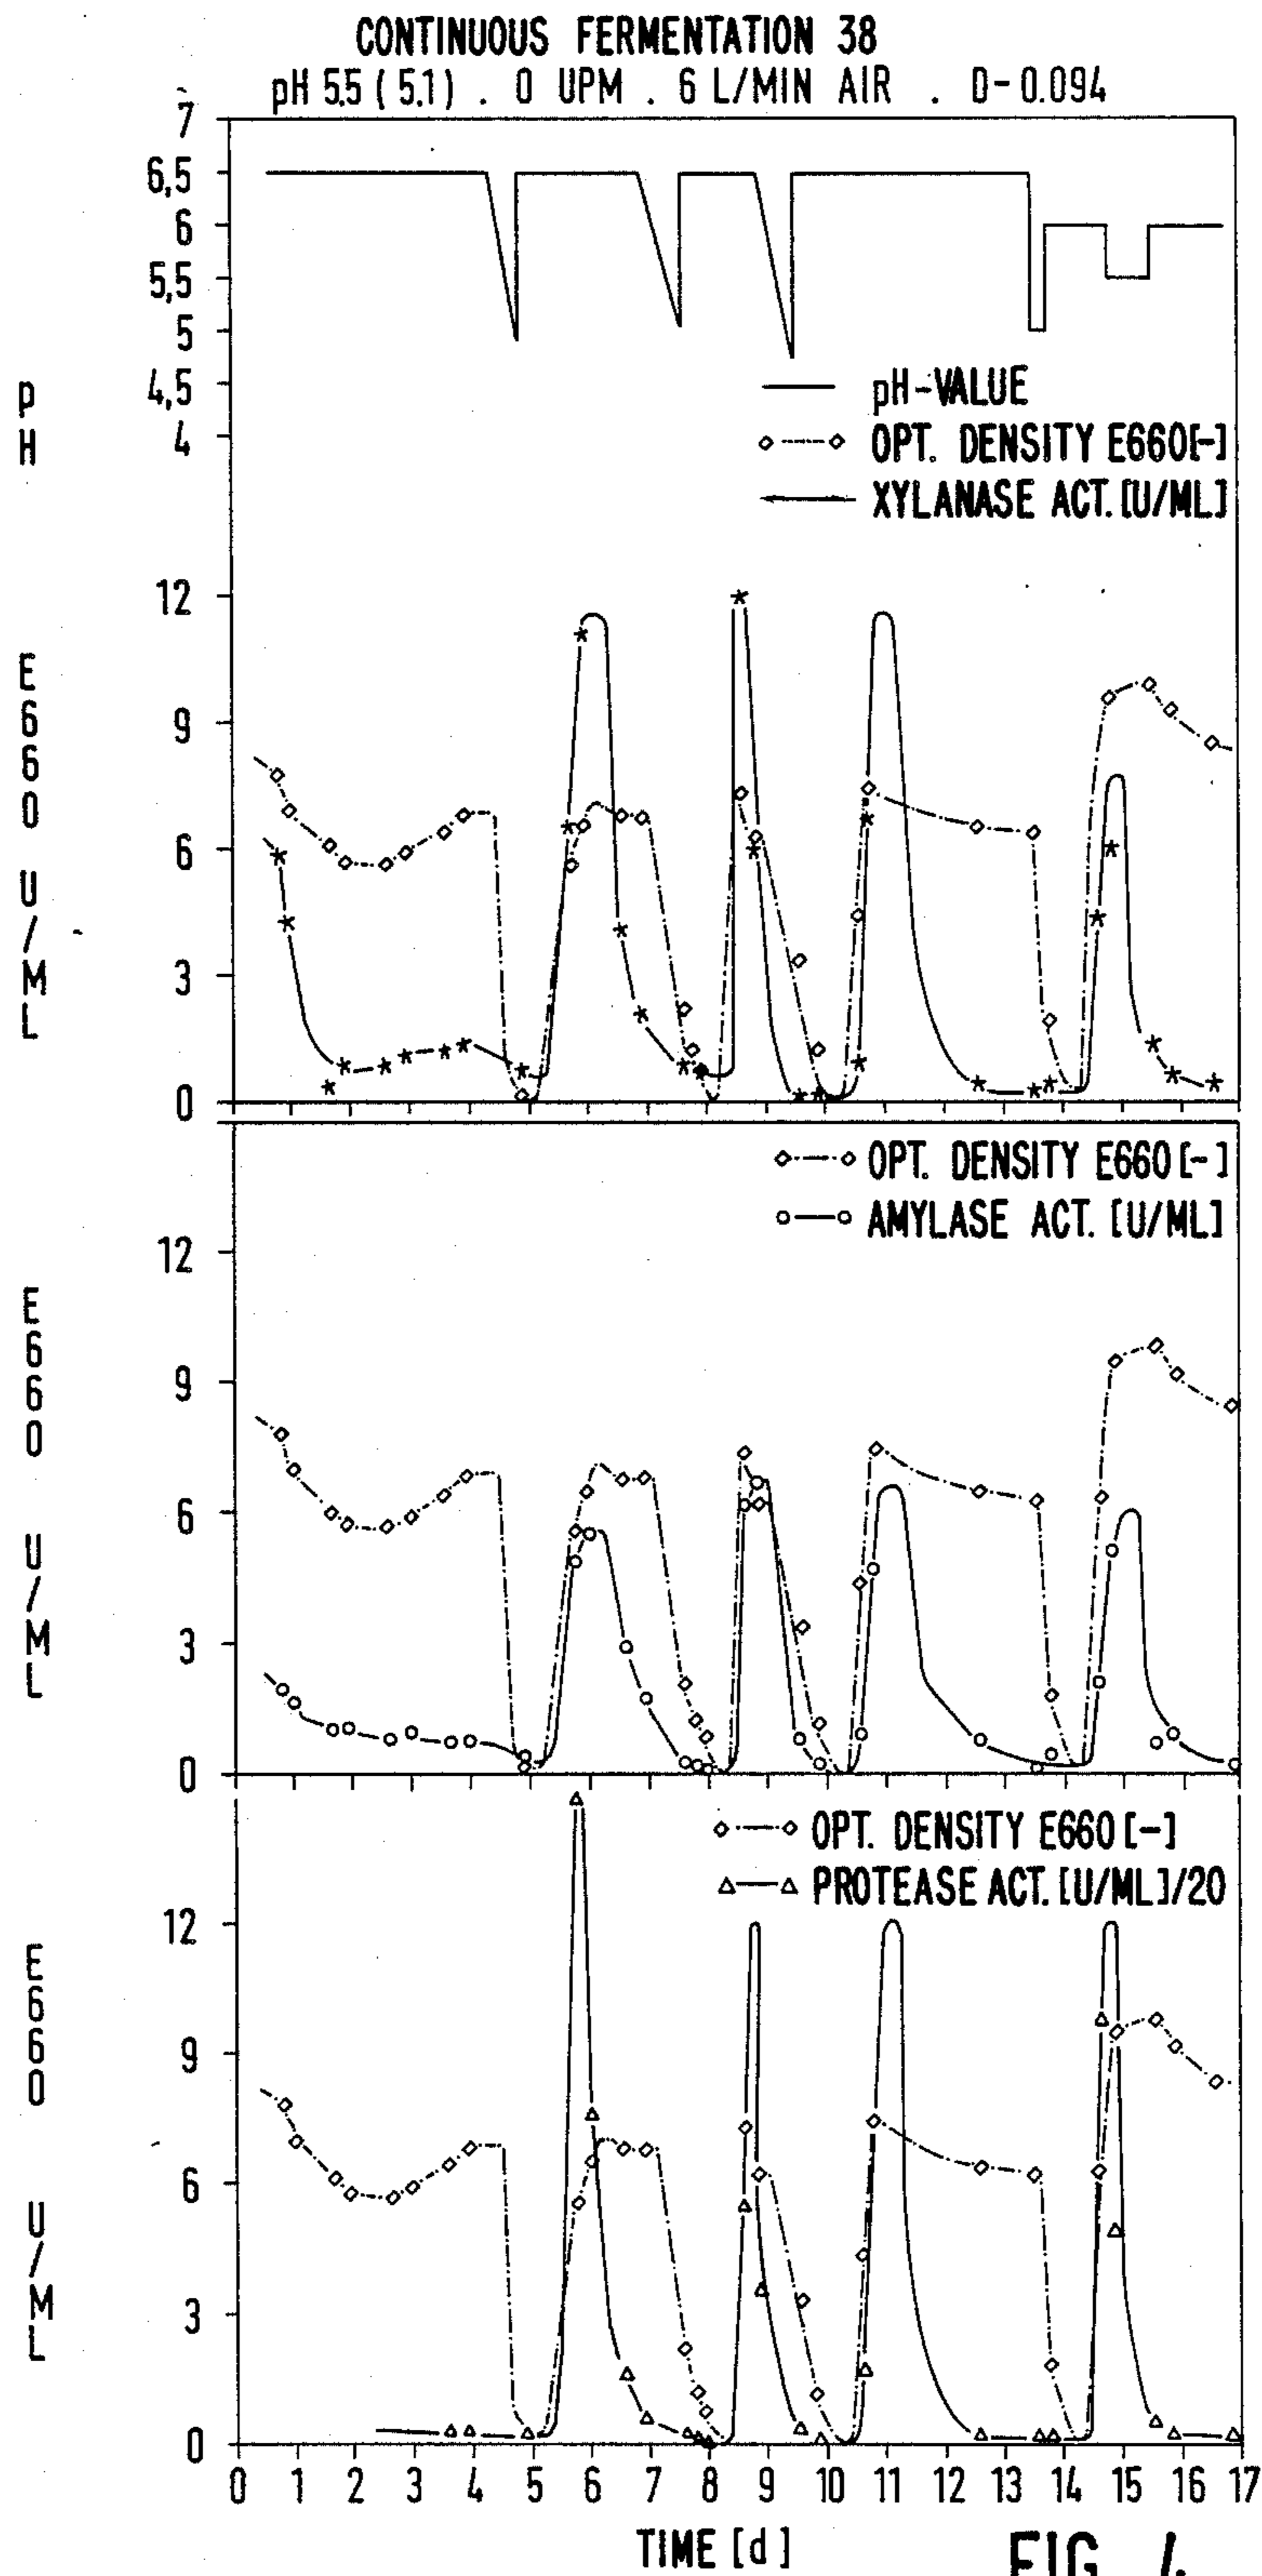 CONTINUOUS FERMENTATION 38
pH 5.5 (5.1) . 0 UPM . 6 L/MIN AIR . D-0.094
7
6,5
6
5,5
5
4,5
4
pH
pH-VALUE
OPT. DENSITY E660[-]
XYLANASE ACT. [U/ML]
12
9
6
3
0
E660 U/ML
OPT. DENSITY E660 [-]
AMYLASE ACT. [U/ML]
12
9
6
3
0
E660 U/ML
OPT. DENSITY E660 [-]
PROTEASE ACT. [U/ML]/20
12
9
6
3
0
E660 U/ML
0 1 2 3 4 5 6 7 8 9 10 11 12 13 14 15 16 17
TIME [d]
FIG. 4